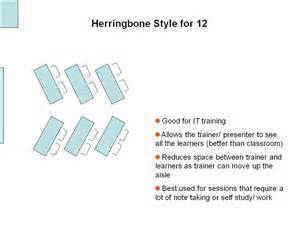 Herringbone Style for 12
Good for IT training
Allows the trainer/ presenter to see
all the learners (better than classroom)
Reduces space between trainer and
learners as trainer can move up the
aisle
Best used for sessions that require a
lot of note taking or self study/ work